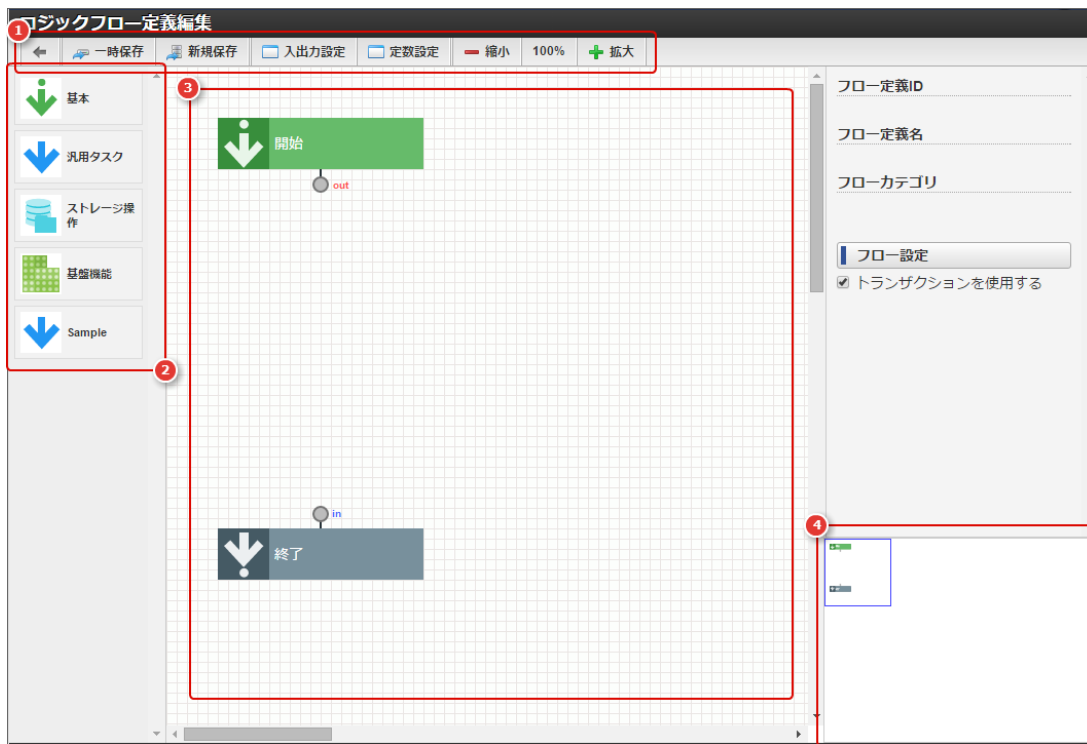 ロジックフロー定義編集
1
一時保存
新規保存
入出力設定
定数設定
縮小
100%
拡大
基本
汎用タスク
ストレージ操
作
基盤機能
Sample
2
3
開始
out
in
終了
フロー定義ID
フロー定義名
フローカテゴリ
フロー設定
トランザクションを使用する
4